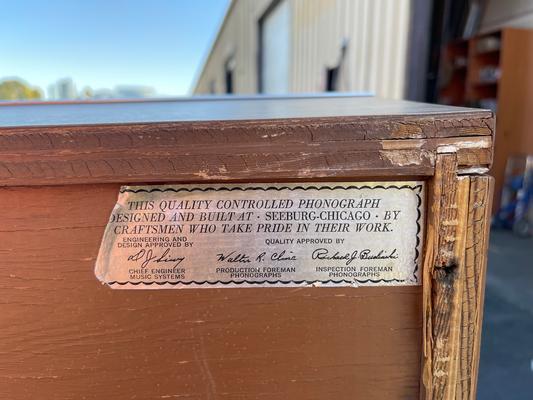 THIS QUALITY CONTROLLED PHONOGRAPH
DESIGNED AND BUILT AT · SEEBURG-CHICAGO · BY
CRAFTSMEN WHO TAKE PRIDE IN THEIR WORK.
ENGINEERING AND
DESIGN APPROVED BY
QUALITY APPROVED BY
Walter R.
Richard J.
CHIEF ENGINEER
MUSIC SYSTEMS
PRODUCTION FOREMAN
PHONOGRAPHS
INSPECTION FOREMAN
PHONOGRAPHS